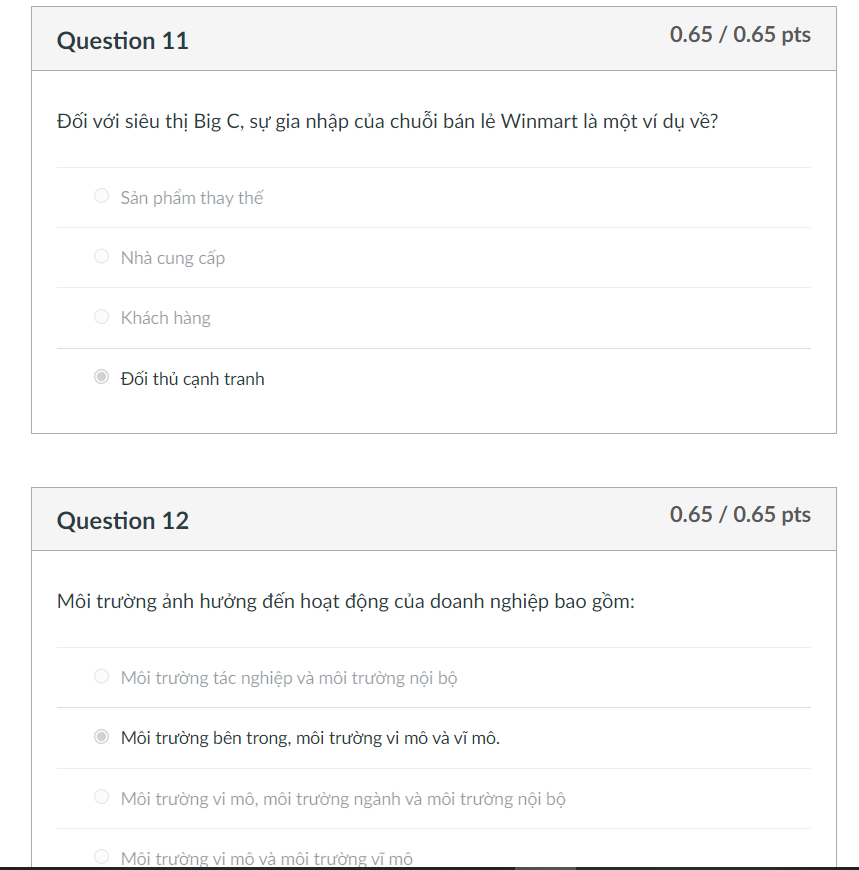 Question 11
0.65 / 0.65 pts
Đối với siêu thị Big C, sự gia nhập của chuỗi bán lẻ Winmart là một ví dụ về?
Sản phẩm thay thế
Nhà cung cấp
Khách hàng
Đối thủ cạnh tranh
Question 12
0.65 / 0.65 pts
Môi trường ảnh hưởng đến hoạt động của doanh nghiệp bao gồm:
Môi trường tác nghiệp và môi trường nội bộ
Môi trường bên trong, môi trường vi mô và vĩ mô.
Môi trường vi mô, môi trường ngành và môi trường nội bộ
Môi trường vi mô và môi trường vĩ mô